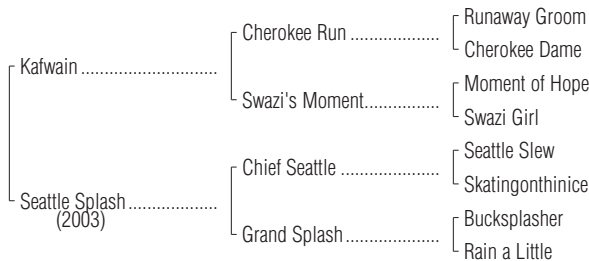 Runaway Groom
Cherokee Run ...................
Cherokee Dame
Kafwain .............................
Moment of Hope
Swazi's Moment................
Swazi Girl
Seattle Slew
Chief Seattle .....................
Skatingonthinice
Seattle Splash...................
(2003)
Bucksplasher
Grand Splash....................
Rain a Little